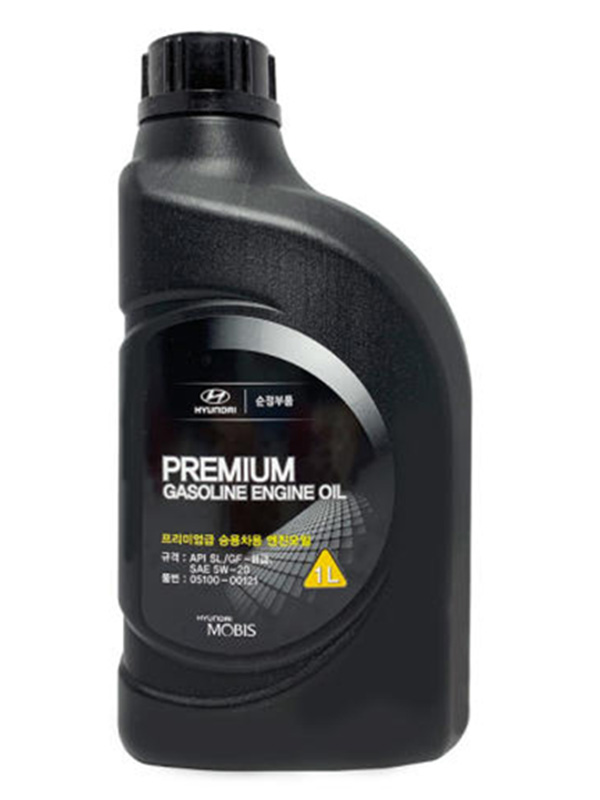 HYUNDAI 순정부품
PREMIUM
GASOLINE ENGINE OIL
프리미엄급 승용차용 엔진오일
규격 : API SL/GF-Ⅲ급,
SAE 5W-20
품번 : 05100-00121
1L
HYUNDAI
MOBIS